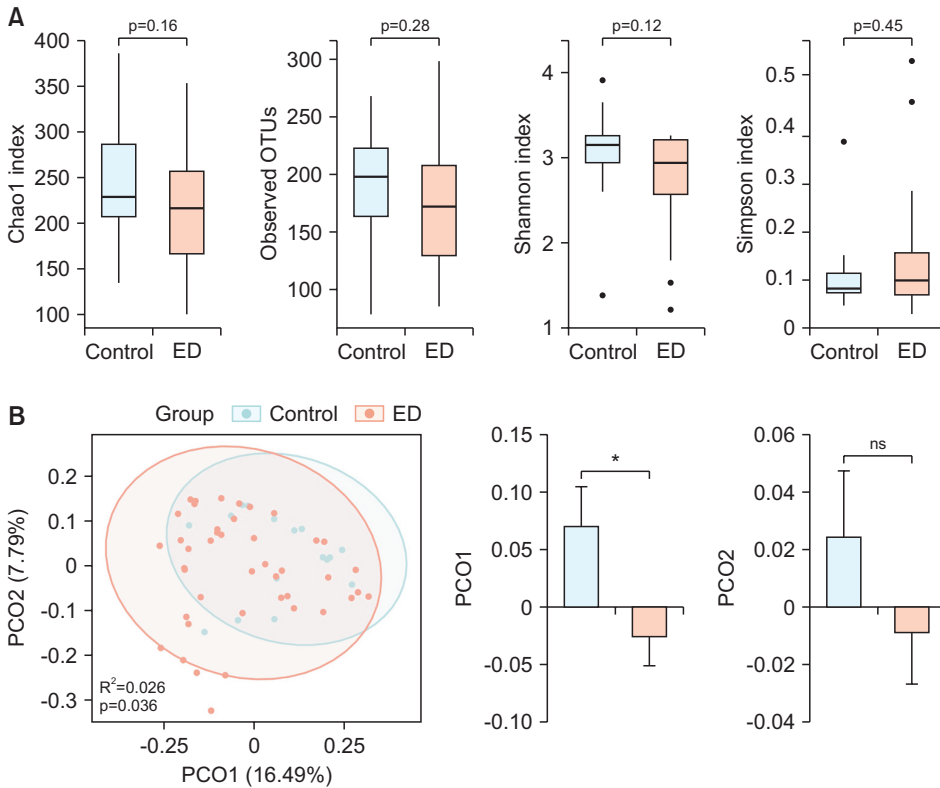 A
p=0.16
400
350
300
250
200
150
100
Chao1 index
Control
ED
p=0.28
300
250
200
150
100
Observed OTUs
Control
ED
p=0.12
4
3
2
1
Shannon index
Control
ED
p=0.45
0.5
0.4
0.3
0.2
0.1
0
Simpson index
Control
ED
B
Group Control ED
0.2
0.1
0
-0.1
-0.2
-0.3
PCO2 (7.79%)
R²=0.026
p=0.036
-0.25
0
0.25
PCO1 (16.49%)
0.15
0.10
0.05
0
-0.05
-0.10
PCO1
*
0.06
0.04
0.02
0
-0.02
-0.04
PCO2
ns